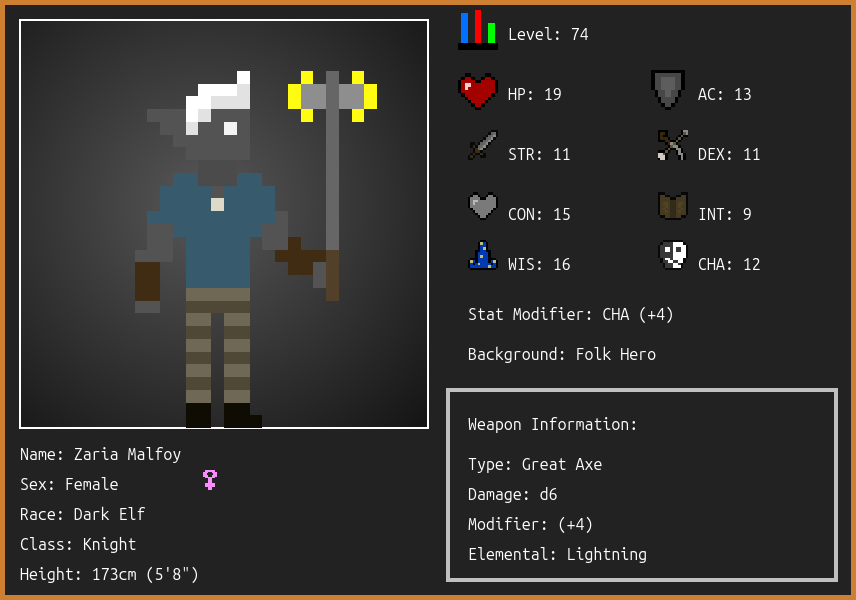 Level: 74
HP: 19
AC: 13
STR: 11
DEX: 11
CON: 15
INT: 9
WIS: 16
CHA: 12
Stat Modifier: CHA (+4)
Background: Folk Hero
Name: Zaria Malfoy
Sex: Female
Race: Dark Elf
Class: Knight
Height: 173cm (5'8")
Weapon Information:
Type: Great Axe
Damage: d6
Modifier: (+4)
Elemental: Lightning